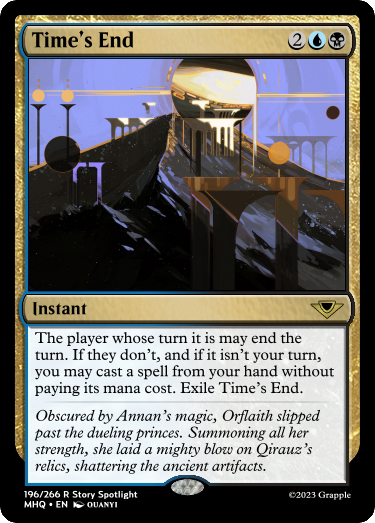 Time's End 2
Instant
The player whose turn it is may end the
turn. If they don't, and if it isn't your turn,
you may cast a spell from your hand without
paying its mana cost. Exile Time's End.
Obscured by Annan's magic, Orflaith slipped
past the dueling princes. Summoning all her
strength, she laid a mighty blow on Qirauz's
relics, shattering the ancient artifacts.
196/266 R Story Spotlight
MHQ • EN QUANYI ©2023 Grapple